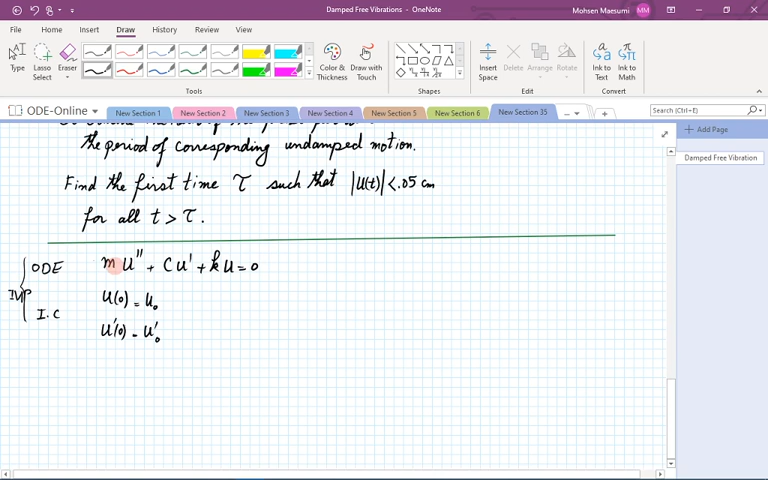 Damped Free Vibrations - OneNote
Mohsen Maesumi
MM
File
Home
Insert
Draw
History
Review
View
Type
Lasso
Select
Eraser
Color &
Thickness
Draw with
Touch
Insert
Space
Delete
Arrange
Rotate
Ink to
Text
Ink to
Math
Tools
Shapes
Edit
Convert
ODE-Online
New Section 1
New Section 2
New Section 3
New Section 4
New Section 5
New Section 6
New Section 35
Search (Ctrl+E)
Add Page
Damped Free Vibration
the period of corresponding undamped motion.
Find the first time τ such that |u(t)| < .05 cm
for all t > τ.
ODE mu'' + cu' + ku = 0
IVP u(0) = u₀
I.C
u'(0) = u'₀